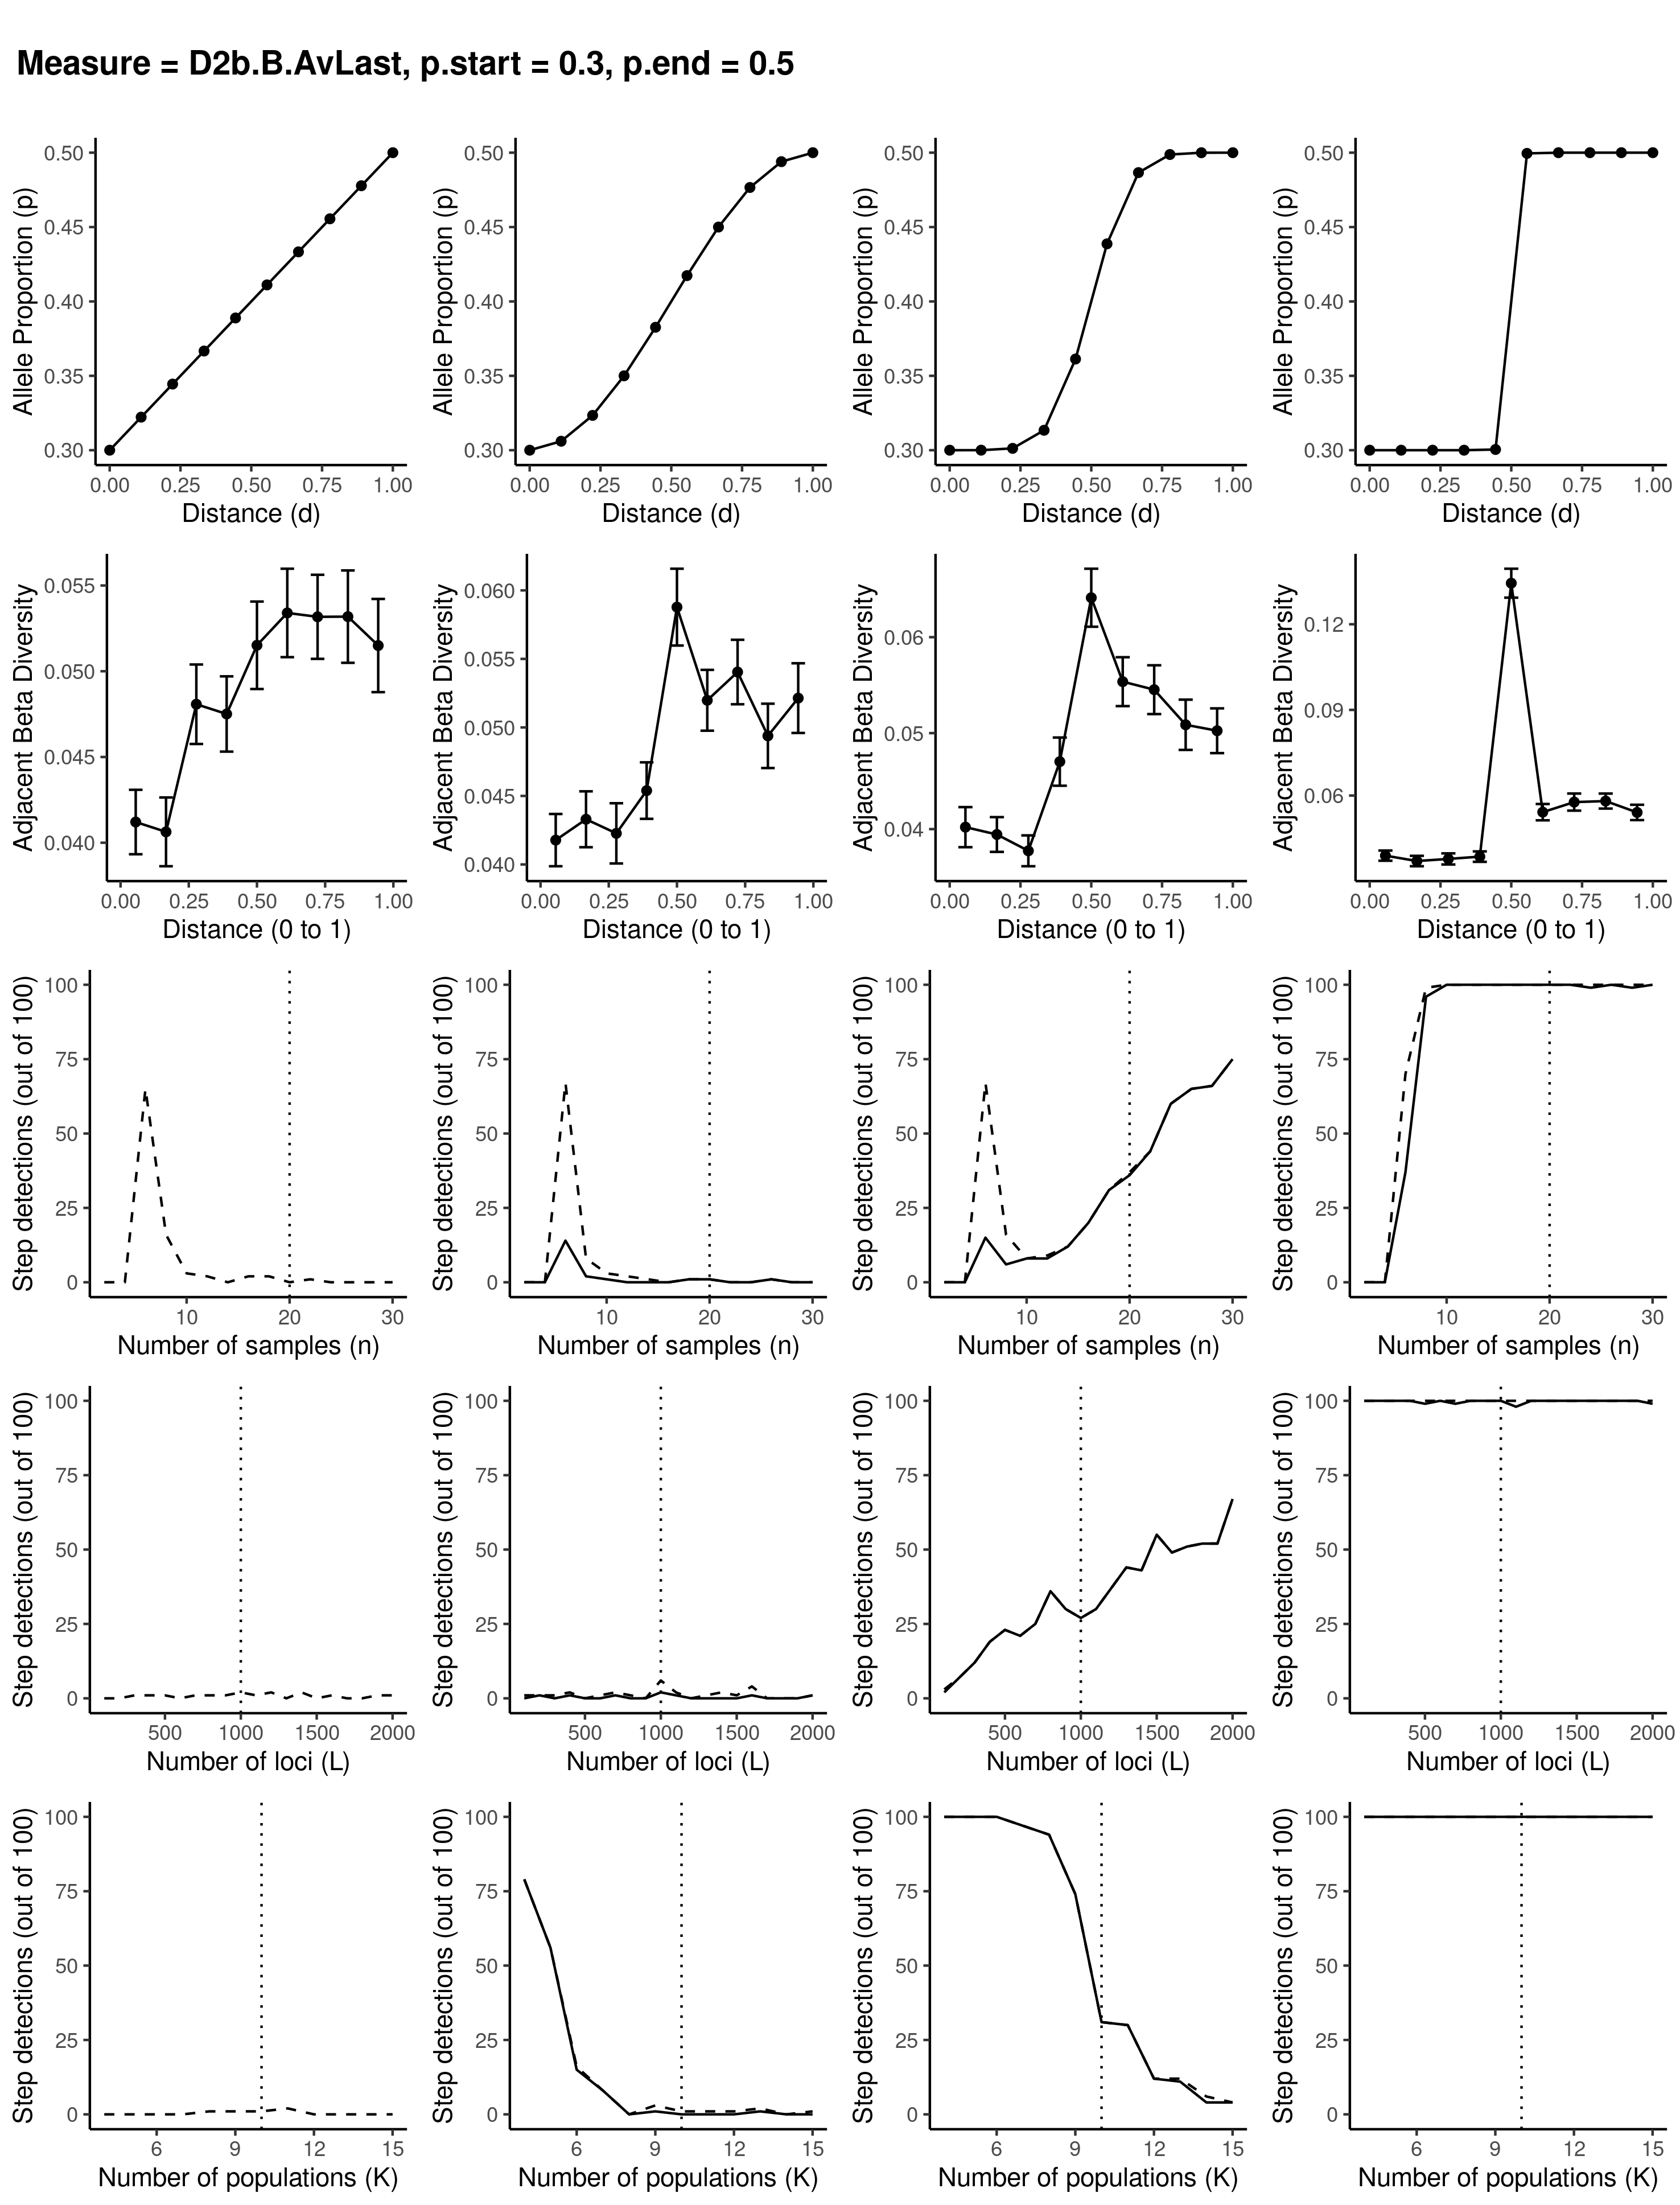 Measure = D2b.B.AvLast, p.start = 0.3, p.end = 0.5
Allele Proportion (p)
0.50
0.45
0.40
0.35
0.30
0.00 0.25 0.50 0.75 1.00
Distance (d)
Allele Proportion (p)
0.50
0.45
0.40
0.35
0.30
0.00 0.25 0.50 0.75 1.00
Distance (d)
Allele Proportion (p)
0.50
0.45
0.40
0.35
0.30
0.00 0.25 0.50 0.75 1.00
Distance (d)
Allele Proportion (p)
0.50
0.45
0.40
0.35
0.30
0.00 0.25 0.50 0.75 1.00
Distance (d)
Adjacent Beta Diversity
0.055
0.050
0.045
0.040
0.00 0.25 0.50 0.75 1.00
Distance (0 to 1)
Adjacent Beta Diversity
0.060
0.055
0.050
0.045
0.040
0.00 0.25 0.50 0.75 1.00
Distance (0 to 1)
Adjacent Beta Diversity
0.06
0.05
0.04
0.00 0.25 0.50 0.75 1.00
Distance (0 to 1)
Adjacent Beta Diversity
0.12
0.09
0.06
0.00 0.25 0.50 0.75 1.00
Distance (0 to 1)
Step detections (out of 100)
100
75
50
25
0
10 20 30
Number of samples (n)
Step detections (out of 100)
100
75
50
25
0
10 20 30
Number of samples (n)
Step detections (out of 100)
100
75
50
25
0
10 20 30
Number of samples (n)
Step detections (out of 100)
100
75
50
25
0
10 20 30
Number of samples (n)
Step detections (out of 100)
100
75
50
25
0
500 1000 1500 2000
Number of loci (L)
Step detections (out of 100)
100
75
50
25
0
500 1000 1500 2000
Number of loci (L)
Step detections (out of 100)
100
75
50
25
0
500 1000 1500 2000
Number of loci (L)
Step detections (out of 100)
100
75
50
25
0
500 1000 1500 2000
Number of loci (L)
Step detections (out of 100)
100
75
50
25
0
6 9 12 15
Number of populations (K)
Step detections (out of 100)
100
75
50
25
0
6 9 12 15
Number of populations (K)
Step detections (out of 100)
100
75
50
25
0
6 9 12 15
Number of populations (K)
Step detections (out of 100)
100
75
50
25
0
6 9 12 15
Number of populations (K)